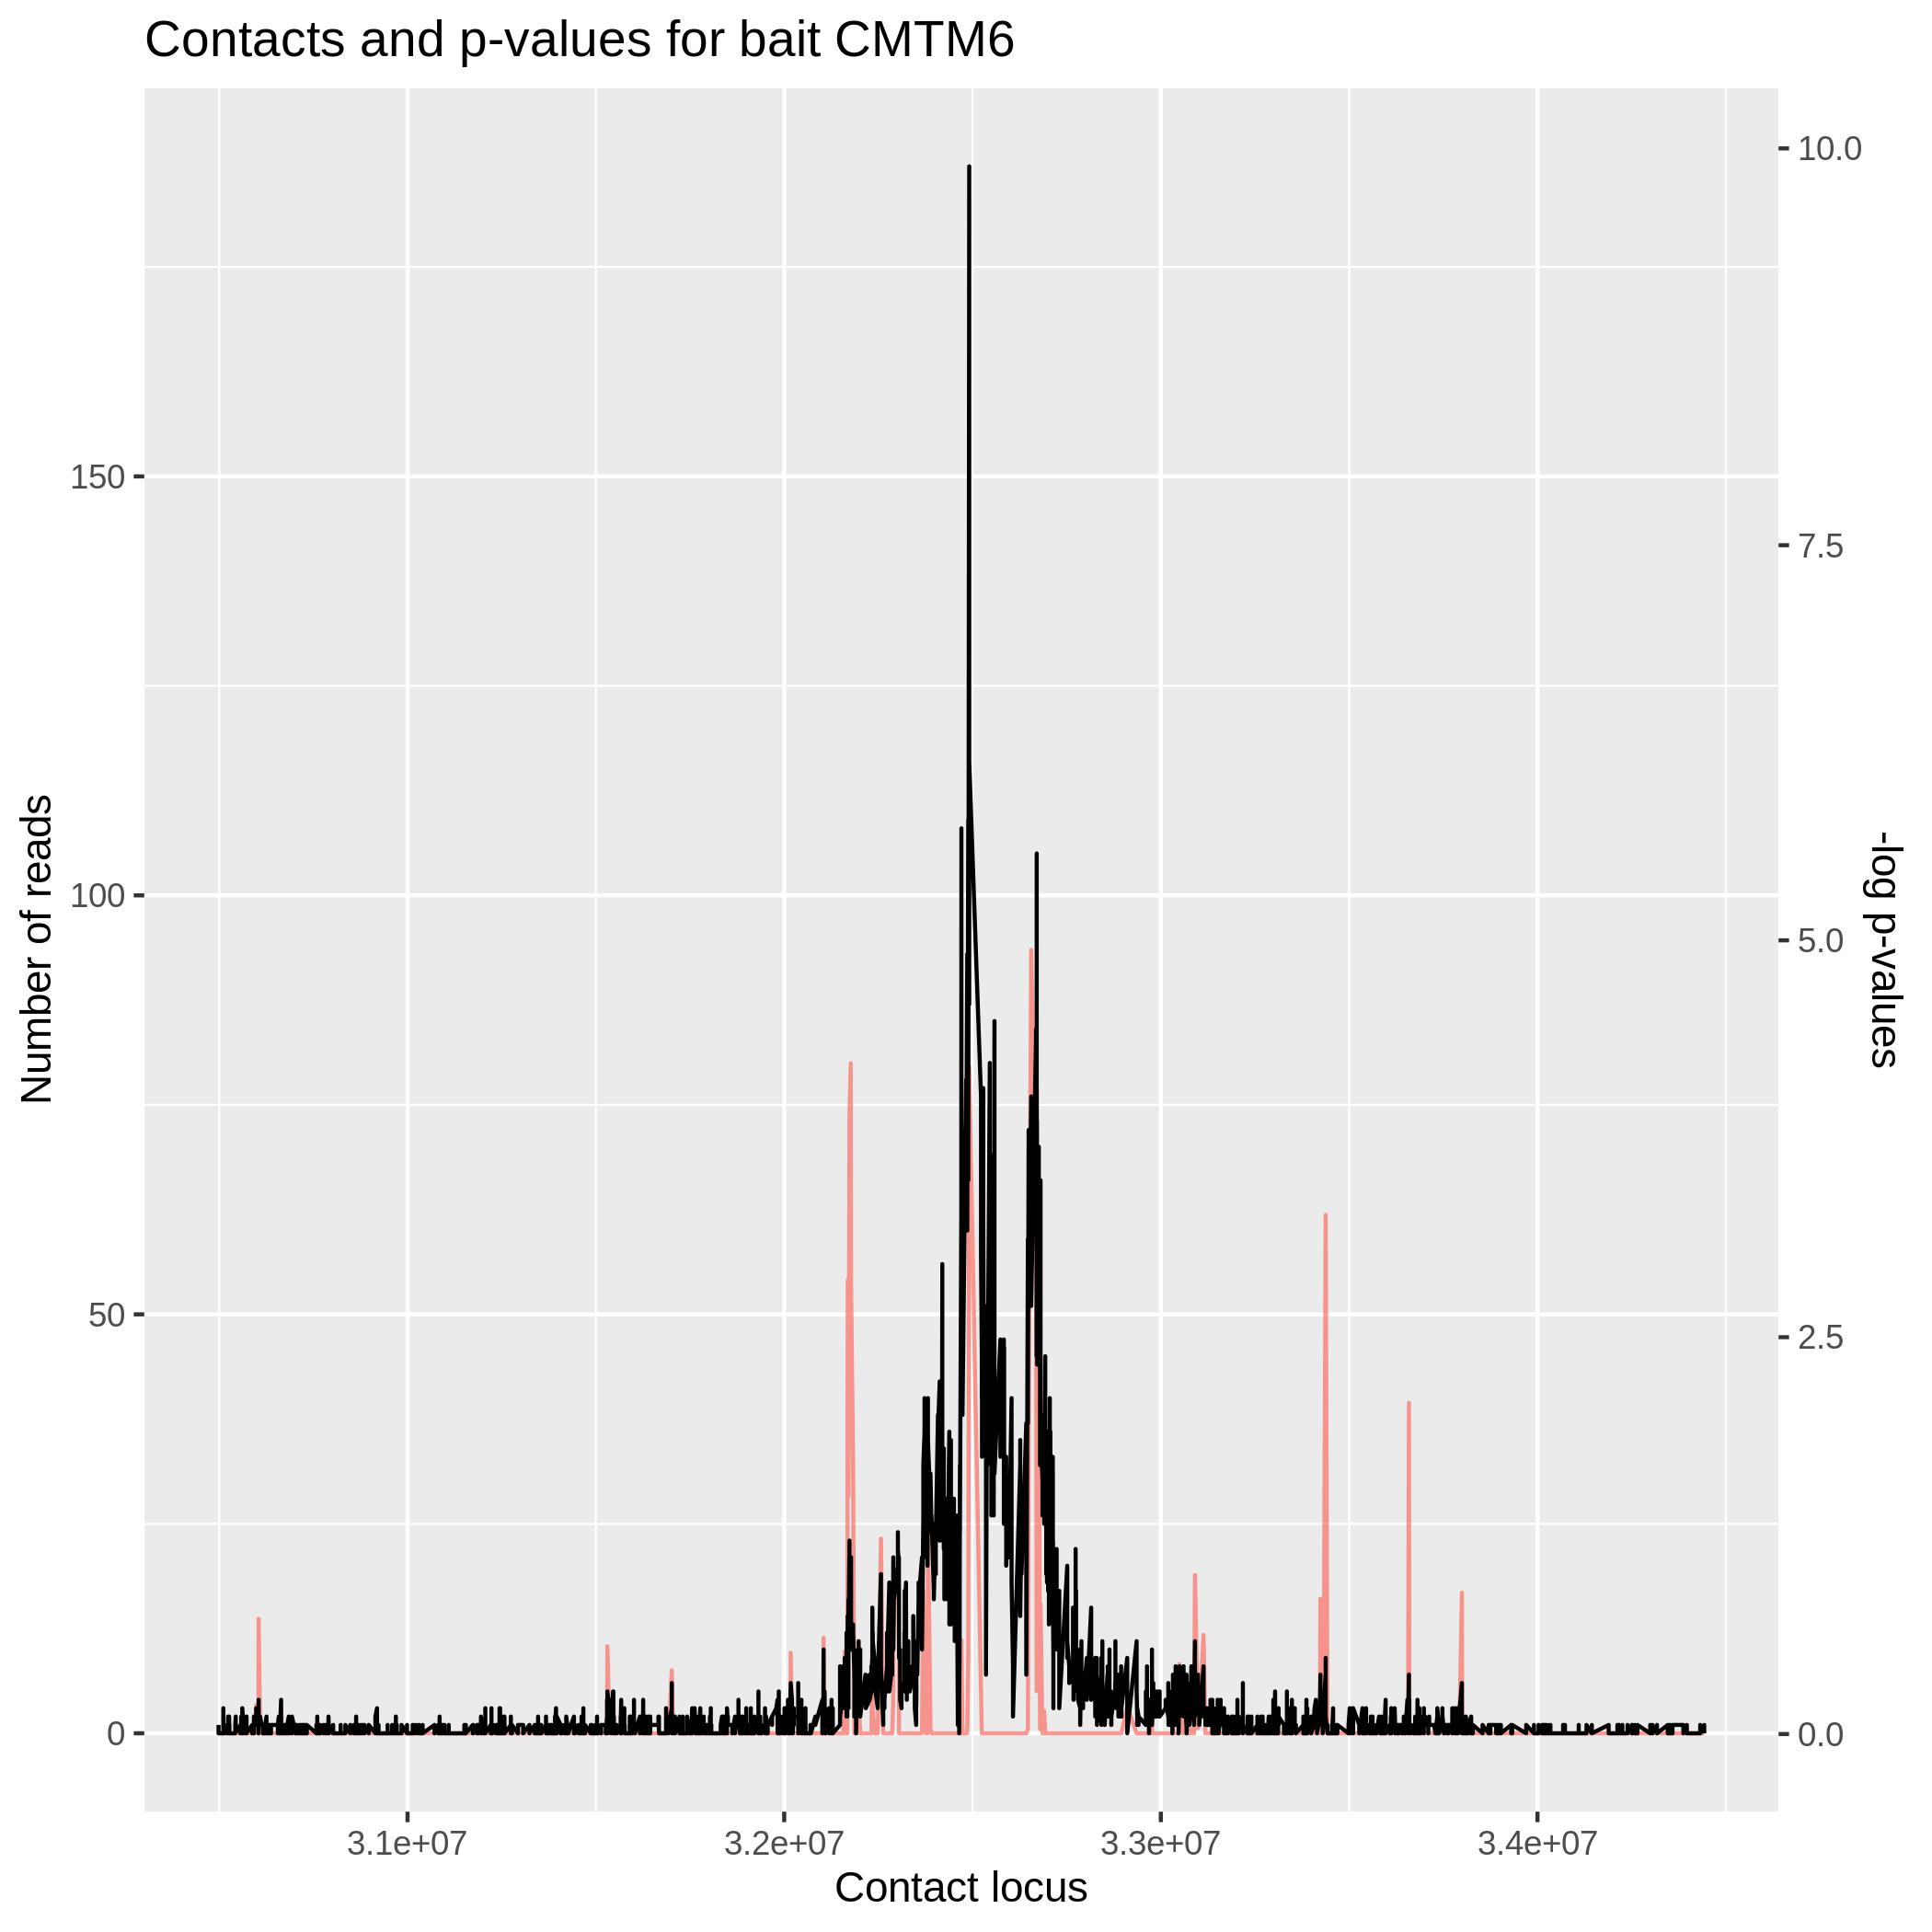 Contacts and p-values for bait CMTM6
Number of reads
150
100
50
0
10.0
7.5
5.0
2.5
0.0
-log p-values
3.1e+07
3.2e+07
3.3e+07
3.4e+07
Contact locus